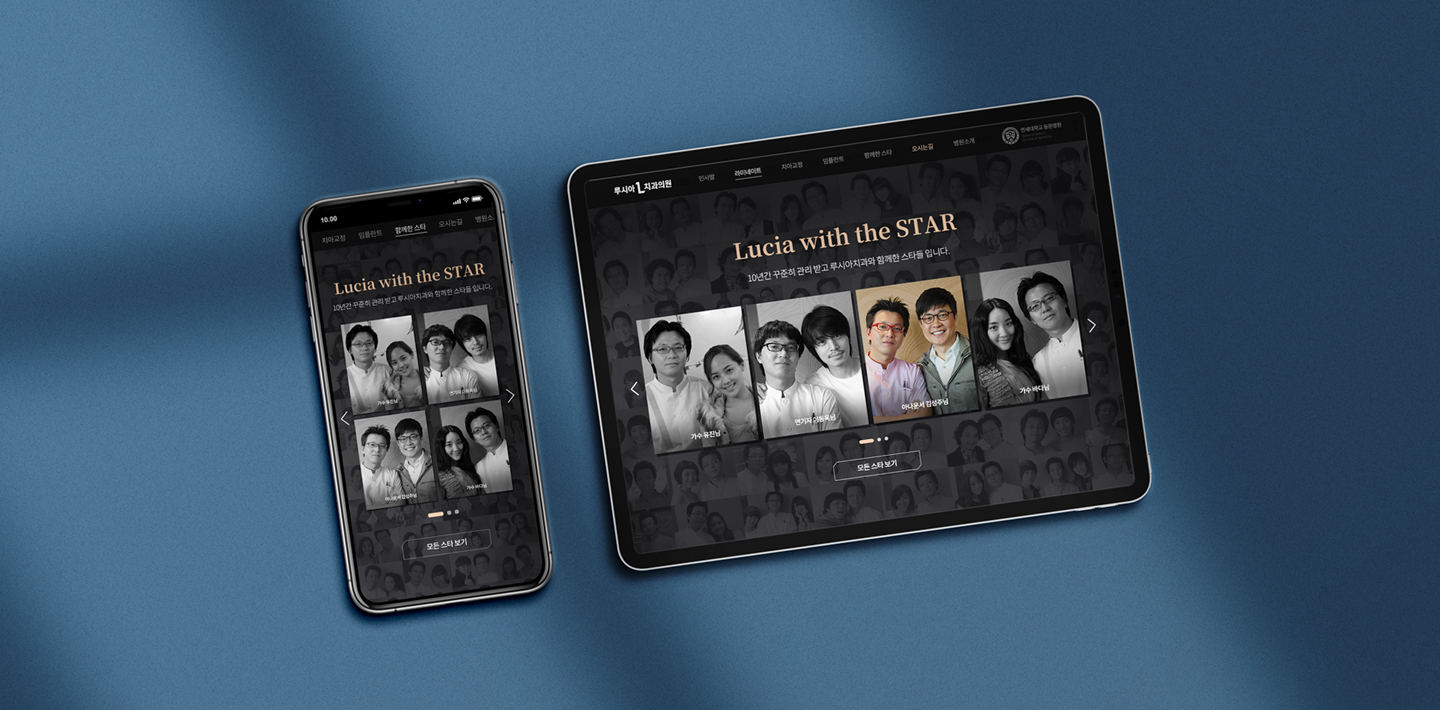 10.00
치아교정 임플란트 함께한 스타 오시는길 병원소
Lucia with the STAR
10년간 꾸준히 관리 받고 루시아치과와 함께한 스타들 입니다.
가수 유진님
연기자 이동욱님
아나운서 김성주님
가수 바다님
모든 스타 보기
루시아 L 치과의원
인사말 라미네이트 치아교정 임플란트 함께한 스타 오시는길 병원소개
연세대학교 동문병원
Lucia with the STAR
10년간 꾸준히 관리 받고 루시아치과와 함께한 스타들 입니다.
가수 유진님
연기자 이동욱님
아나운서 김성주님
가수 바다님
모든 스타 보기